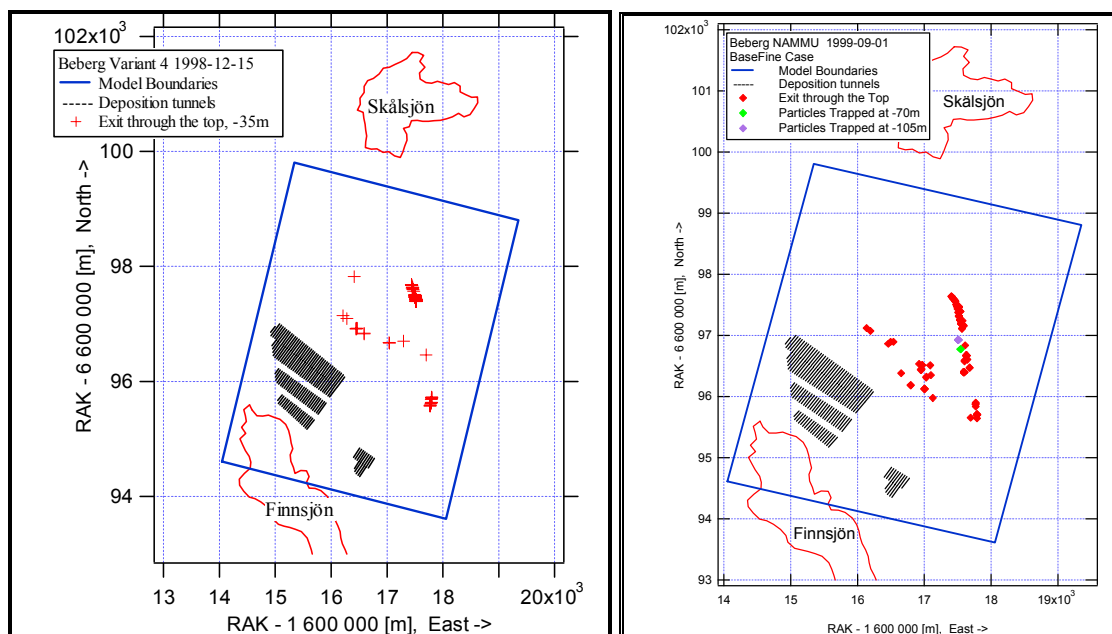 102x10³
Beberg Variant 4 1998-12-15
Model Boundaries
Deposition tunnels
Exit through the top, -35m
Skålsjön
100
98
96
94
RAK - 6 600 000 [m], North ->
Finnsjön
14
16
18
20x10³
RAK - 1 600 000 [m], East ->
102x10³
Beberg NAMMU 1999-09-01
BaseFine Case
Model Boundaries
Deposition tunnels
Exit through the Top
Particles Trapped at -70m
Particles Trapped at -105m
Skälsjön
101
100
99
98
97
96
95
94
93
RAK - 6 600 000 [m], North ->
Finnsjön
14
15
16
17
18
19x10³
RAK - 1 600 000 [m], East ->